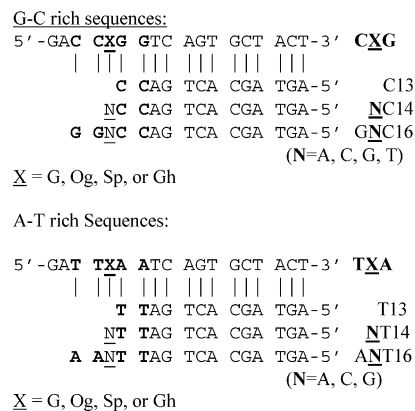 G-C rich sequences:
5'-GAC CXG GTC AGT GCT ACT-3' CXG
C CAG TCA CGA TGA-5' C13
NCC CAG TCA CGA TGA-5' NC14
G GNC CAG TCA CGA TGA-5' GNC16
(N=A, C, G, T)
X = G, Og, Sp, or Gh
A-T rich Sequences:
5'-GAT TXA ATC AGT GCT ACT-3' TXA
T TAG TCA CGA TGA-5' T13
NT TAG TCA CGA TGA-5' NT14
A ANT TAG TCA CGA TGA-5' ANT16
(N=A, C, G)
X = G, Og, Sp, or Gh